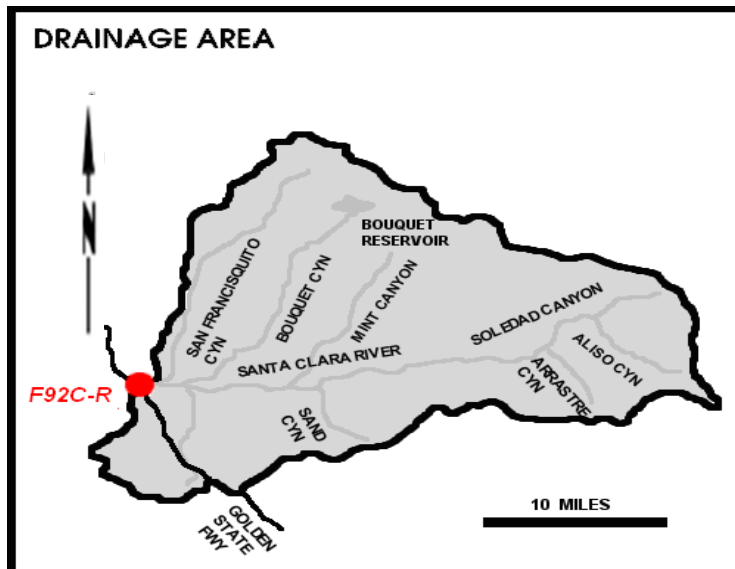 DRAINAGE AREA
N
BOUQUET
RESERVOIR
SAN FRANCISQUITO
CYN
BOUQUET CYN
MINT CANYON
SOLEDAD CANYON
SANTA CLARA RIVER
ALISO CYN
ARRASTRE
CYN
F92C-R
SAND
CYN
10 MILES
GOLDEN
STATE
FWY